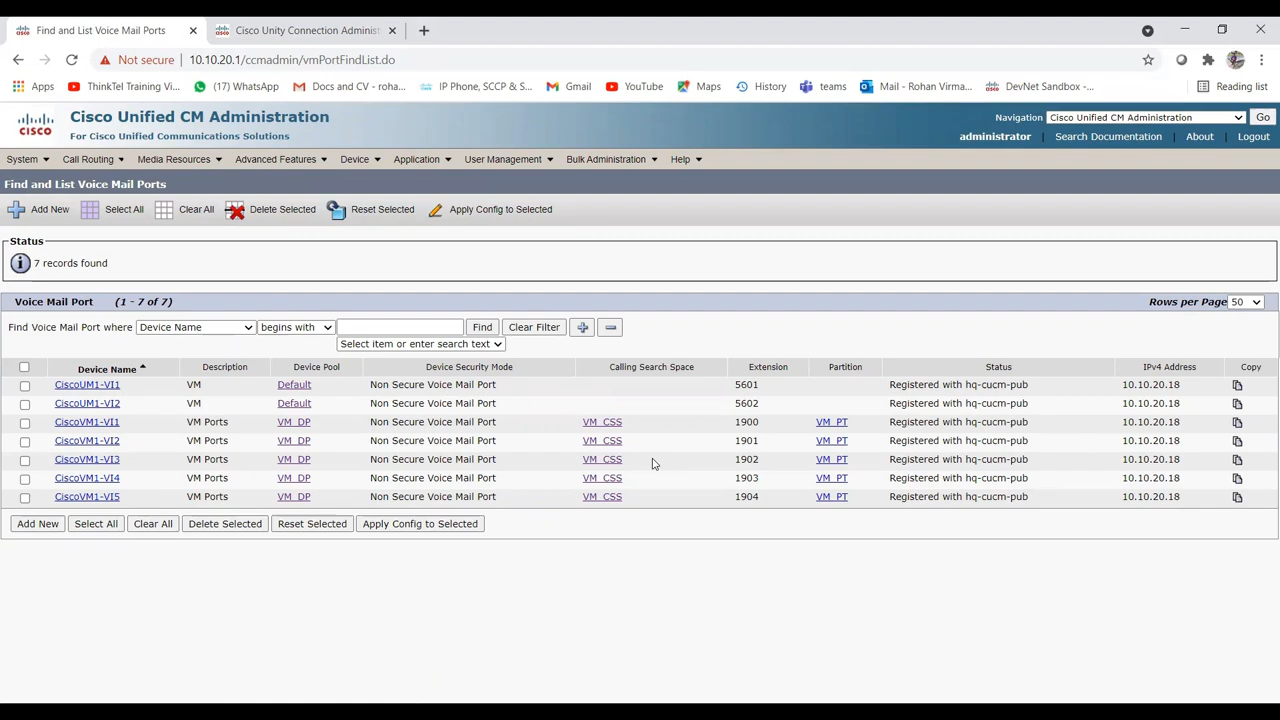 Find and List Voice Mail Ports
Cisco Unity Connection Administ
Not secure 10.10.20.1/ccmadmin/vmPortFindList.do
Apps ThinkTel Training Vi... (17) WhatsApp Docs and CV - roha... IP Phone, SCCP & S... Gmail YouTube Maps History teams Mail - Rohan Virma... DevNet Sandbox -... Reading list
CISCO
Cisco Unified CM Administration
For Cisco Unified Communications Solutions
Navigation Cisco Unified CM Administration Go
administrator Search Documentation About Logout
System Call Routing Media Resources Advanced Features Device Application User Management Bulk Administration Help
Find and List Voice Mail Ports
Add New Select All Clear All Delete Selected Reset Selected Apply Config to Selected
Status
7 records found
Voice Mail Port (1 - 7 of 7) Rows per Page 50
Find Voice Mail Port where Device Name begins with Find Clear Filter
Select item or enter search text
Device Name Description Device Pool Device Security Mode Calling Search Space Extension Partition Status IPv4 Address Copy
CiscoUM1-VI1 VM Default Non Secure Voice Mail Port 5601 Registered with hq-cucm-pub 10.10.20.18
CiscoUM1-VI2 VM Default Non Secure Voice Mail Port 5602 Registered with hq-cucm-pub 10.10.20.18
CiscoVM1-VI1 VM Ports VM_DP Non Secure Voice Mail Port VM_CSS 1900 VM_PT Registered with hq-cucm-pub 10.10.20.18
CiscoVM1-VI2 VM Ports VM_DP Non Secure Voice Mail Port VM_CSS 1901 VM_PT Registered with hq-cucm-pub 10.10.20.18
CiscoVM1-VI3 VM Ports VM_DP Non Secure Voice Mail Port VM_CSS 1902 VM_PT Registered with hq-cucm-pub 10.10.20.18
CiscoVM1-VI4 VM Ports VM_DP Non Secure Voice Mail Port VM_CSS 1903 VM_PT Registered with hq-cucm-pub 10.10.20.18
CiscoVM1-VI5 VM Ports VM_DP Non Secure Voice Mail Port VM_CSS 1904 VM_PT Registered with hq-cucm-pub 10.10.20.18
Add New Select All Clear All Delete Selected Reset Selected Apply Config to Selected